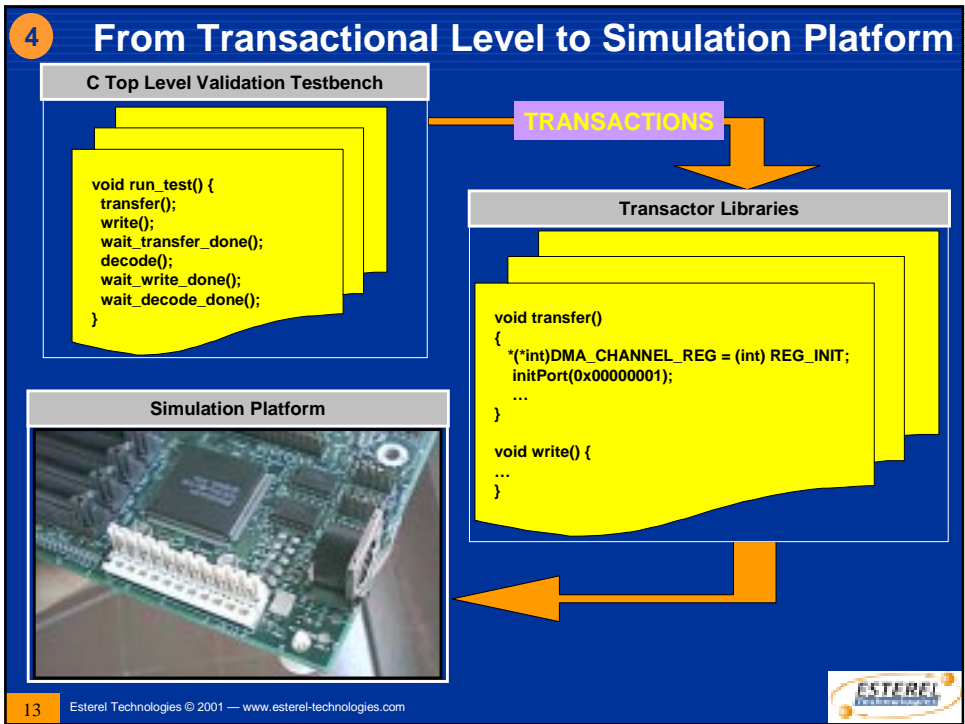 4
From Transactional Level to Simulation Platform
C Top Level Validation Testbench
void run_test() {
transfer();
write();
wait_transfer_done();
decode();
wait_write_done();
wait_decode_done();
}
TRANSACTIONS
Transactor Libraries
void transfer()
{
*(*int)DMA_CHANNEL_REG = (int) REG_INIT;
initPort(0x00000001);
…
}
void write() {
…
}
Simulation Platform
13
Esterel Technologies © 2001 — www.esterel-technologies.com
ESTEREL